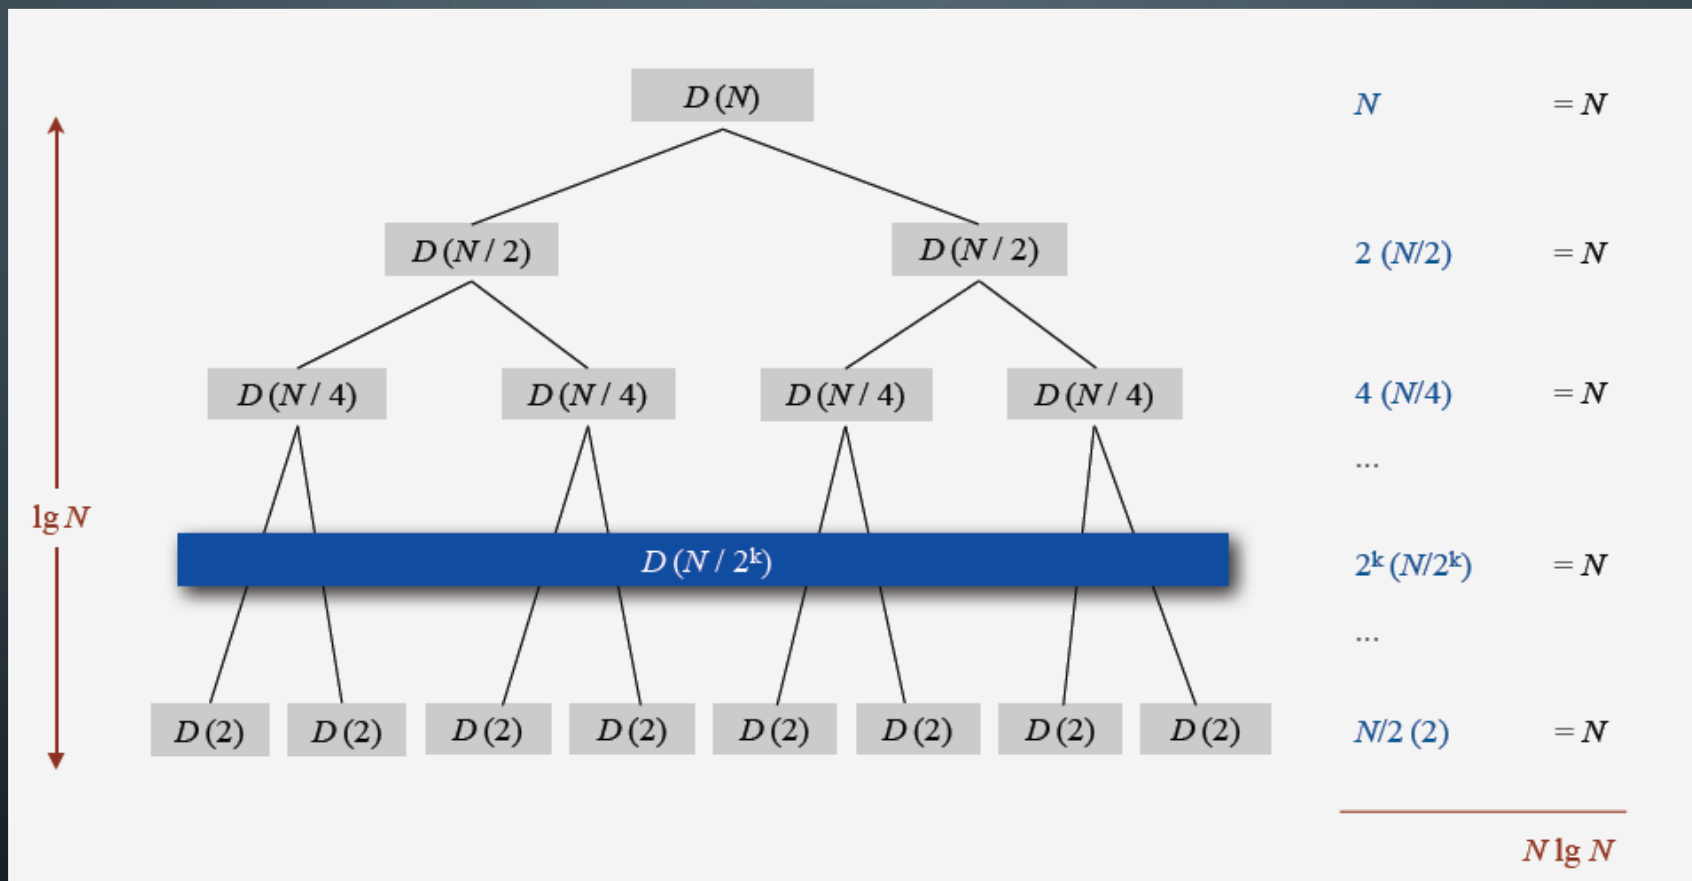 D (N) N = N
D (N / 2) D (N / 2) 2 (N/2) = N
D (N / 4) D (N / 4) D (N / 4) D (N / 4) 4 (N/4) = N
...
lg N
D (N / 2ᵏ) 2ᵏ (N/2ᵏ) = N
...
D (2) D (2) D (2) D (2) D (2) D (2) D (2) D (2) N/2 (2) = N
N lg N